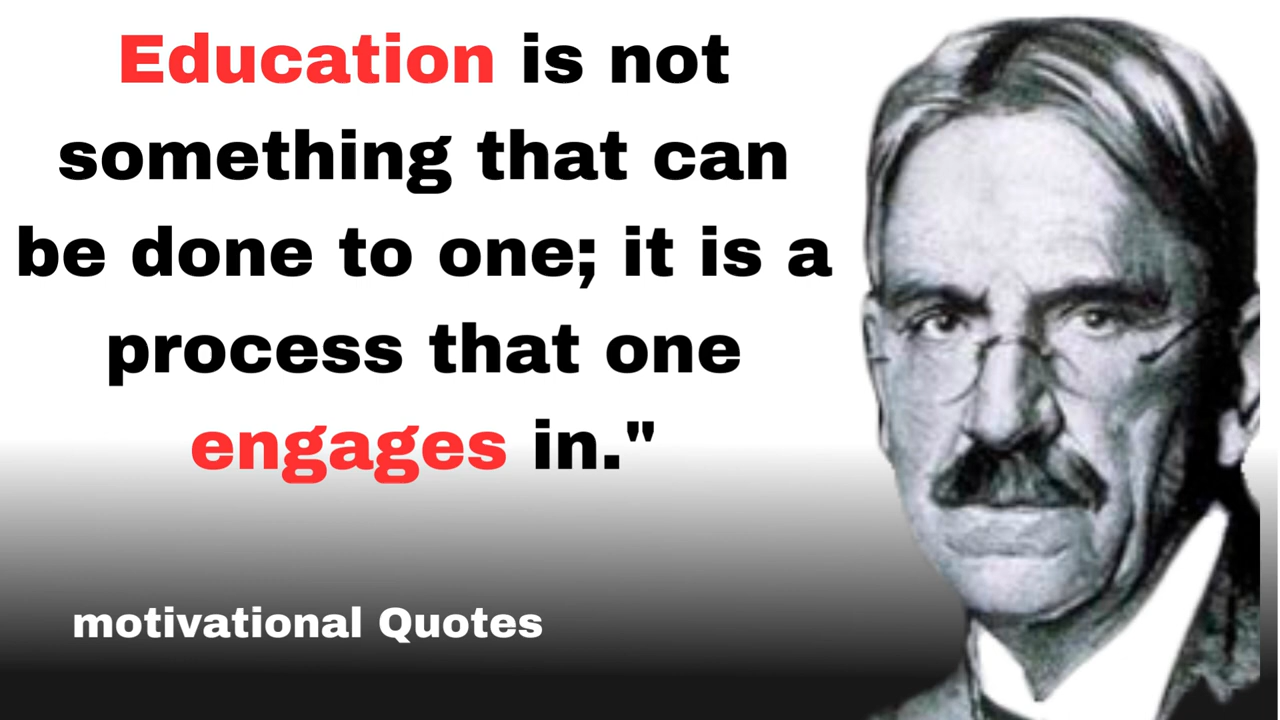 Education is not
something that can
be done to one; it is a
process that one
engages in."
motivational Quotes